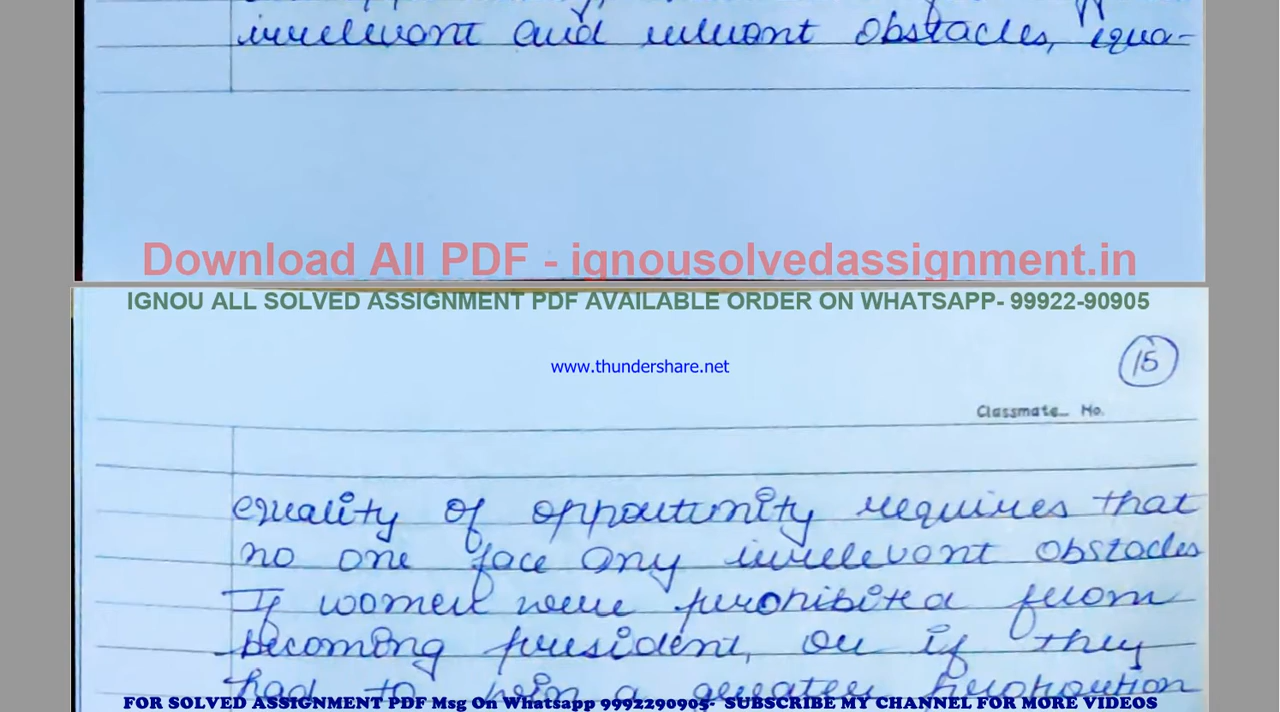 irrelevant and relevant obstacles, equa-
Download All PDF - ignousolvedassignment.in
IGNOU ALL SOLVED ASSIGNMENT PDF AVAILABLE ORDER ON WHATSAPP- 99922-90905
www.thundershare.net
15
Classmate No.
equality of opportunity requires that
no one face any irrelevant obstacles
If women were prohibited from
becoming president, or if they
had to win a greater proportion
FOR SOLVED ASSIGNMENT PDF Msg On Whatsapp 9992290905- SUBSCRIBE MY CHANNEL FOR MORE VIDEOS